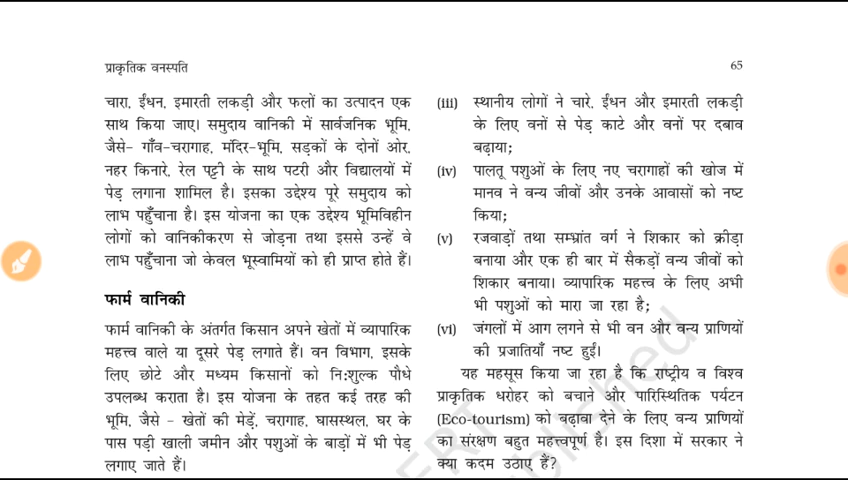 प्राकृतिक वनस्पति
65
चारा, ईंधन, इमारती लकड़ी और फलों का उत्पादन एक
साथ किया जाए। समुदाय वानिकी में सार्वजनिक भूमि,
जैसे- गाँव-चरागाह, मंदिर-भूमि, सड़कों के दोनों ओर,
नहर किनारे, रेल पट्टी के साथ पटरी और विद्यालयों में
पेड़ लगाना शामिल है। इसका उद्देश्य पूरे समुदाय को
लाभ पहुँचाना है। इस योजना का एक उद्देश्य भूमिविहीन
लोगों को वानिकीकरण से जोड़ना तथा इससे उन्हें वे
लाभ पहुँचाना जो केवल भूस्वामियों को ही प्राप्त होते हैं।
फार्म वानिकी
फार्म वानिकी के अंतर्गत किसान अपने खेतों में व्यापारिक
महत्त्व वाले या दूसरे पेड़ लगाते हैं। वन विभाग, इसके
लिए छोटे और मध्यम किसानों को नि:शुल्क पौधे
उपलब्ध कराता है। इस योजना के तहत कई तरह की
भूमि, जैसे - खेतों की मेड़ें, चरागाह, घासस्थल, घर के
पास पड़ी खाली जमीन और पशुओं के बाड़ों में भी पेड़
लगाए जाते हैं।
(iii) स्थानीय लोगों ने चारे, ईंधन और इमारती लकड़ी
के लिए वनों से पेड़ काटे और वनों पर दबाव
बढ़ाया;
(iv) पालतू पशुओं के लिए नए चरागाहों की खोज में
मानव ने वन्य जीवों और उनके आवासों को नष्ट
किया;
(v) रजवाड़ों तथा सम्भ्रांत वर्ग ने शिकार को क्रीड़ा
बनाया और एक ही बार में सैकड़ों वन्य जीवों को
शिकार बनाया। व्यापारिक महत्त्व के लिए अभी
भी पशुओं को मारा जा रहा है;
(vi) जंगलों में आग लगने से भी वन और वन्य प्राणियों
की प्रजातियाँ नष्ट हुईं।
यह महसूस किया जा रहा है कि राष्ट्रीय व विश्व
प्राकृतिक धरोहर को बचाने और पारिस्थितिक पर्यटन
(Eco-tourism) को बढ़ावा देने के लिए वन्य प्राणियों
का संरक्षण बहुत महत्त्वपूर्ण है। इस दिशा में सरकार ने
क्या कदम उठाए हैं?